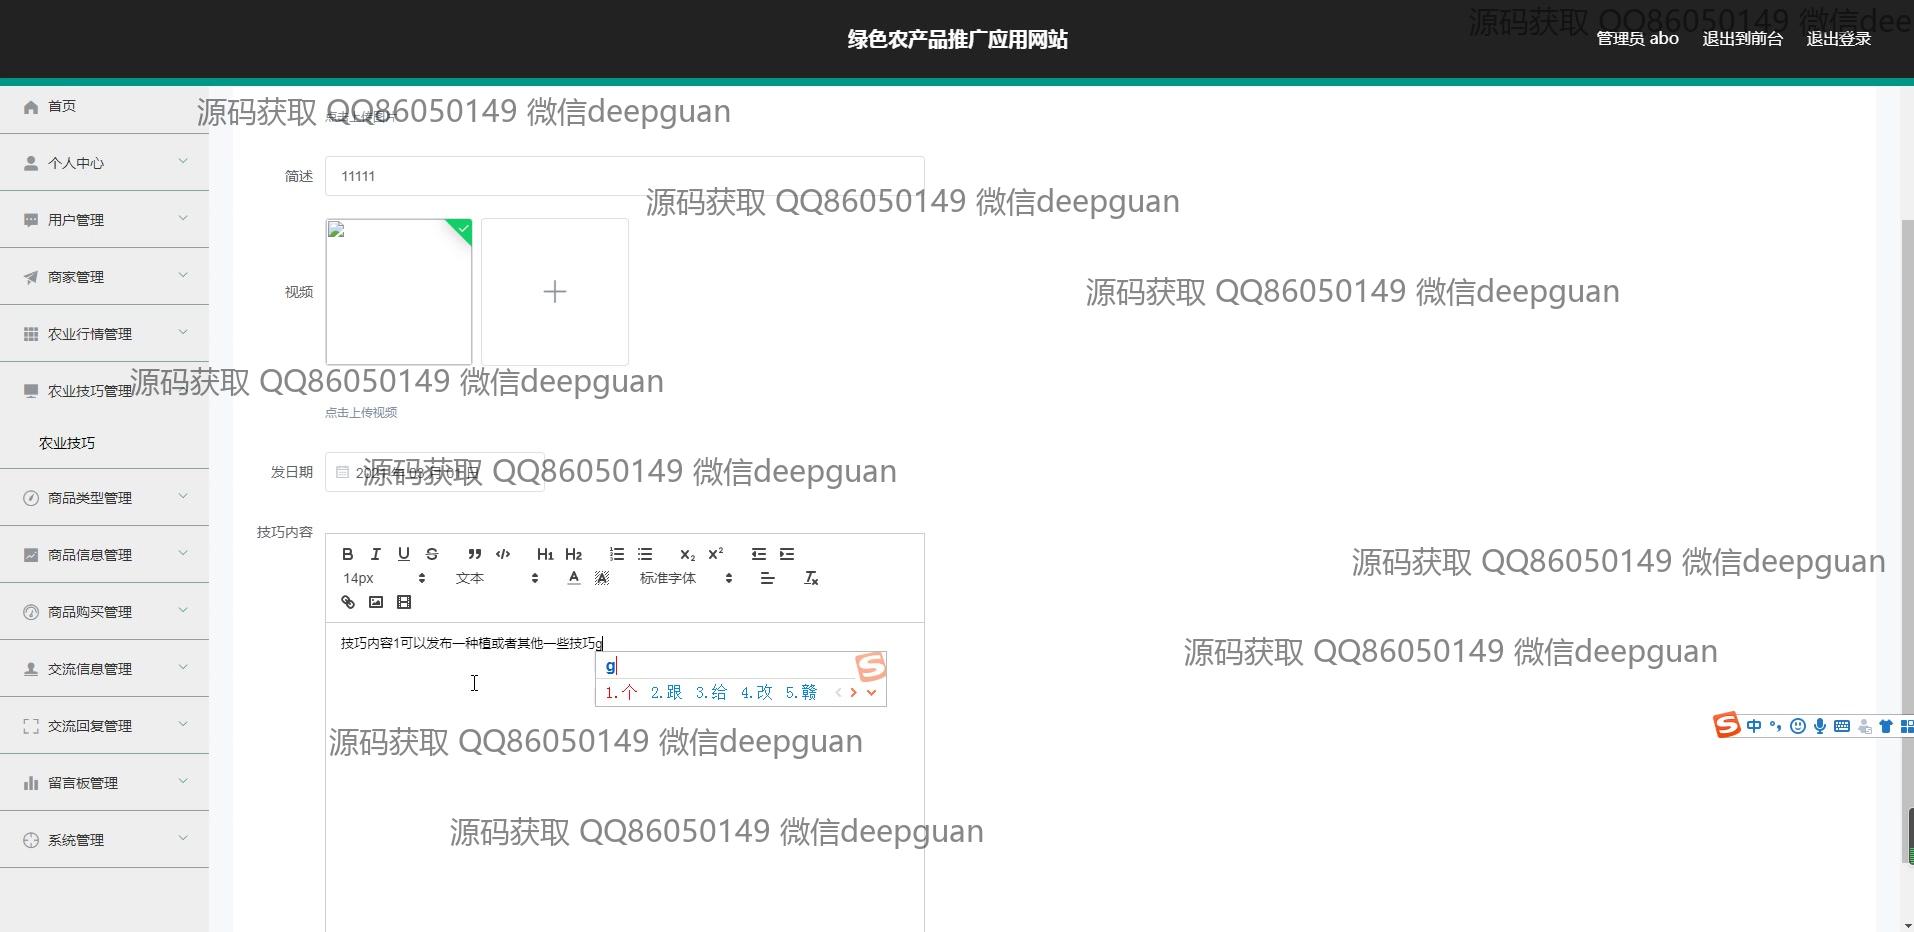 绿色农产品推广应用网站
源码获取 QQ86050149 微信dee
管理员 abo 退出到前台 退出登录
首页
源码获取 QQ86050149 微信deepguan
点击上传图片
个人中心
简述 11111
源码获取 QQ86050149 微信deepguan
用户管理
商家管理
视频
源码获取 QQ86050149 微信deepguan
农业行情管理
农业技巧管理
源码获取 QQ86050149 微信deepguan
点击上传视频
农业技巧
发日期 2021 年 03 月 01 日
源码获取 QQ86050149 微信deepguan
商品类型管理
技巧内容
B I U S H1 H2 X2 X2
商品信息管理
源码获取 QQ86050149 微信deepguan
14px 文本 A A 标准字体 Tx
商品购买管理
技巧内容1可以发布一种植或者其他一些技巧g
源码获取 QQ86050149 微信deepguan
g
交流信息管理
1.个 2.跟 3.给 4.改 5.赣
交流回复管理
中
源码获取 QQ86050149 微信deepguan
留言板管理
源码获取 QQ86050149 微信deepguan
系统管理